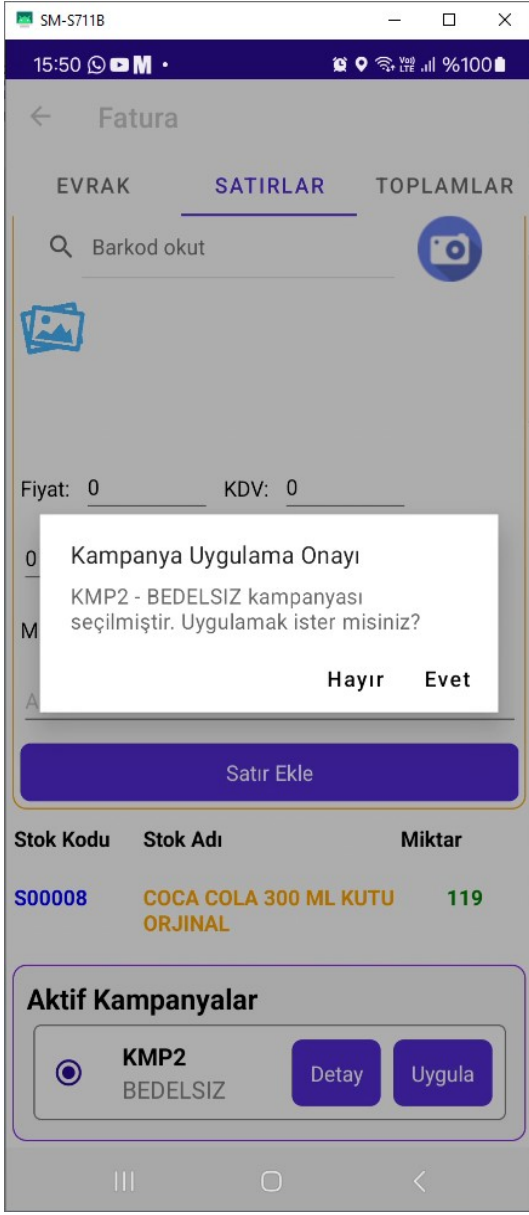 SM-S711B
15:50
%100
Fatura
EVRAK SATIRLAR TOPLAMLAR
Barkod okut
Fiyat: 0 KDV: 0
0
Kampanya Uygulama Onayı
KMP2 - BEDELSIZ kampanyası
seçilmiştir. Uygulamak ister misiniz?
M
Hayır Evet
A
Satır Ekle
Stok Kodu Stok Adı Miktar
S00008 COCA COLA 300 ML KUTU 119
ORJINAL
Aktif Kampanyalar
KMP2
BEDELSIZ
Detay Uygula